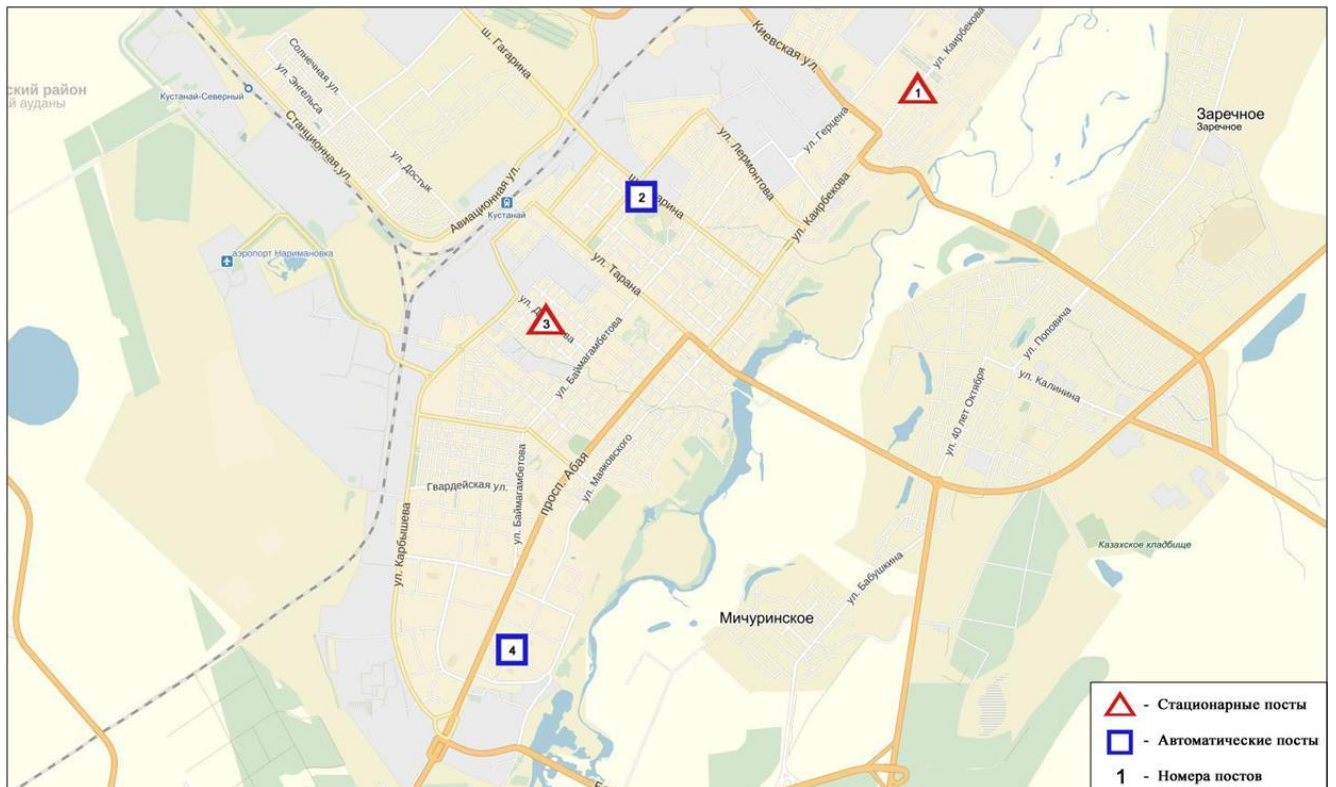 ский район
й ауданы
Солнечная ул.
ул. Энгельса
Кустанай-Северный
Станционная ул.
ул. Достык
ш. Гагарина
Авиационная ул.
Кустанай
аэропорт Наримановка
Киевская ул.
ул. Каирбекова
1
ул. Герцена
ул. Лермонтова
ул. Каирбекова
2
ул. Тарана
3
ул. Баймагамбетова
Заречное
Заречное
ул. Поповича
ул. Калинина
ул. 40 лет Октября
просп. Абая
ул. Маяковского
Гвардейская ул.
ул. Баймагамбетова
ул. Карбышева
Казахское кладбище
ул. Бабушкина
Мичуринское
4
- Стационарные посты
- Автоматические посты
1 - Номера постов